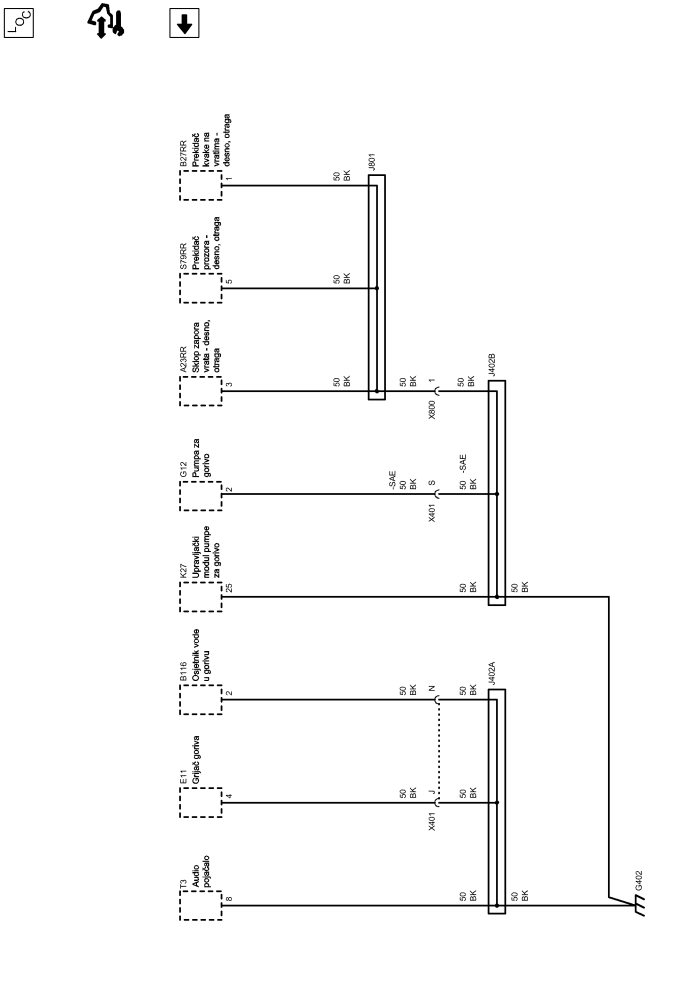 LOC
B27RR
Prekidač
kvake na
vratima -
desno, otraga
1
50
BK
J801
S79RR
Prekidač
prozora -
desno, otraga
5
50
BK
A23RR
Sklop zapora
vrata - desno,
otraga
3
50
BK
50
BK
1
X800
50
BK
J402B
G12
Pumpa za
gorivo
2
-SAE
50
BK
S
X401
-SAE
50
BK
K27
Upravljački
modul pumpe
za gorivo
25
50
BK
50
BK
B116
Osjetnik vode
u gorivu
2
50
BK
N
50
BK
J402A
E11
Grijač goriva
4
50
BK
J
X401
50
BK
T3
Audio
pojačalo
8
50
BK
50
BK
G402